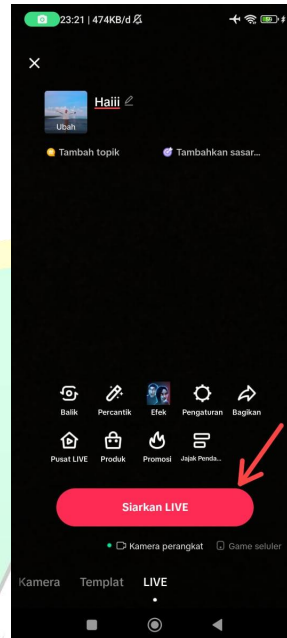 23:21 | 474KB/d
Haiii
Ubah
Tambah topik
Tambahkan sasar...
Balik
Percantik
Efek
Pengaturan
Bagikan
Pusat LIVE
Produk
Promosi
Jajak Penda...
Siarkan LIVE
Kamera perangkat
Game seluler
Kamera
Templat
LIVE